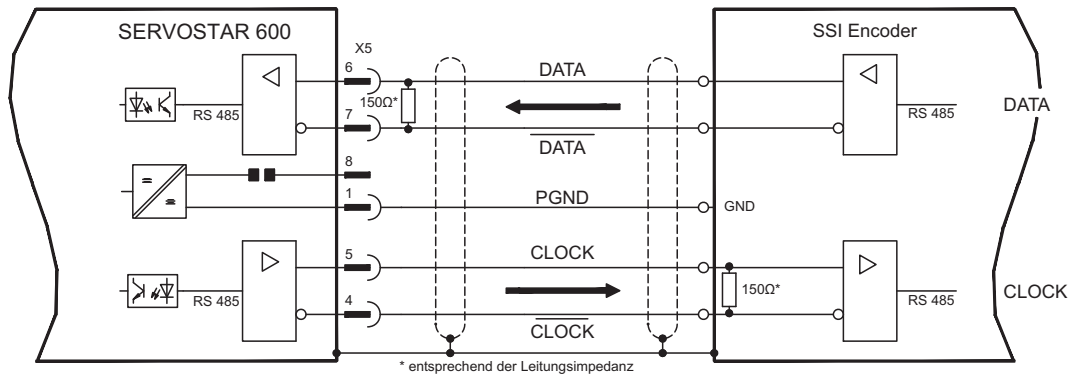 SERVOSTAR 600
X5
SSI Encoder
6
DATA
150Ω*
RS 485
7
DATA
RS 485
DATA
8
1
PGND
GND
5
CLOCK
RS 485
150Ω*
RS 485
CLOCK
4
CLOCK
* entsprechend der Leitungsimpedanz